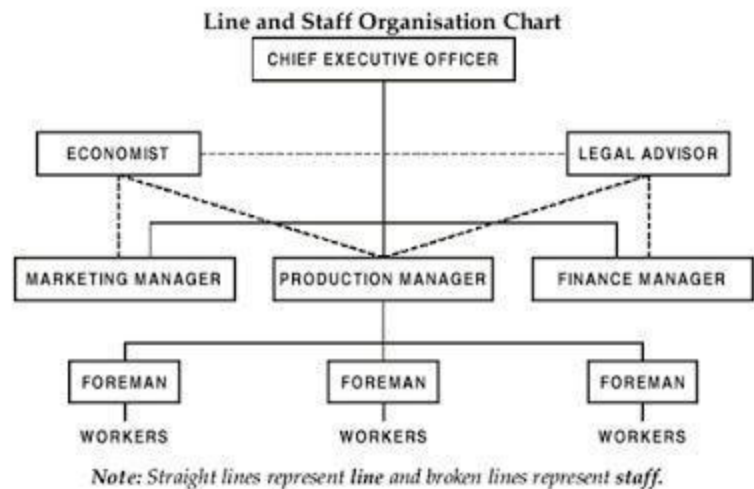 Line and Staff Organisation Chart
CHIEF EXECUTIVE OFFICER
ECONOMIST
LEGAL ADVISOR
MARKETING MANAGER
PRODUCTION MANAGER
FINANCE MANAGER
FOREMAN
FOREMAN
FOREMAN
WORKERS
WORKERS
WORKERS
Note: Straight lines represent line and broken lines represent staff.